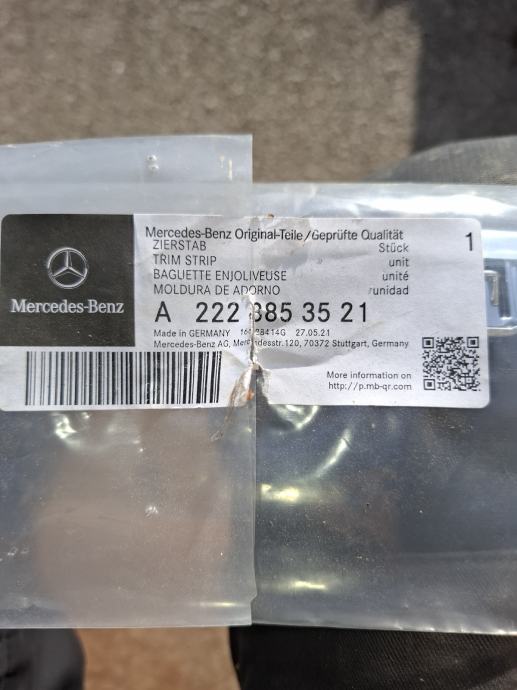 Mercedes-Benz
Mercedes-Benz Original-Teile/Geprüfte Qualität
ZIERSTAB Stück 1
TRIM STRIP unit
BAGUETTE ENJOLIVEUSE unité
MOLDURA DE ADORNO /unidad
A 222 885 35 21
Made in GERMANY 27.05.21
Mercedes-Benz AG, Mercedesstr.120, 70372 Stuttgart, Germany
More information on
http://p.mb-qr.com